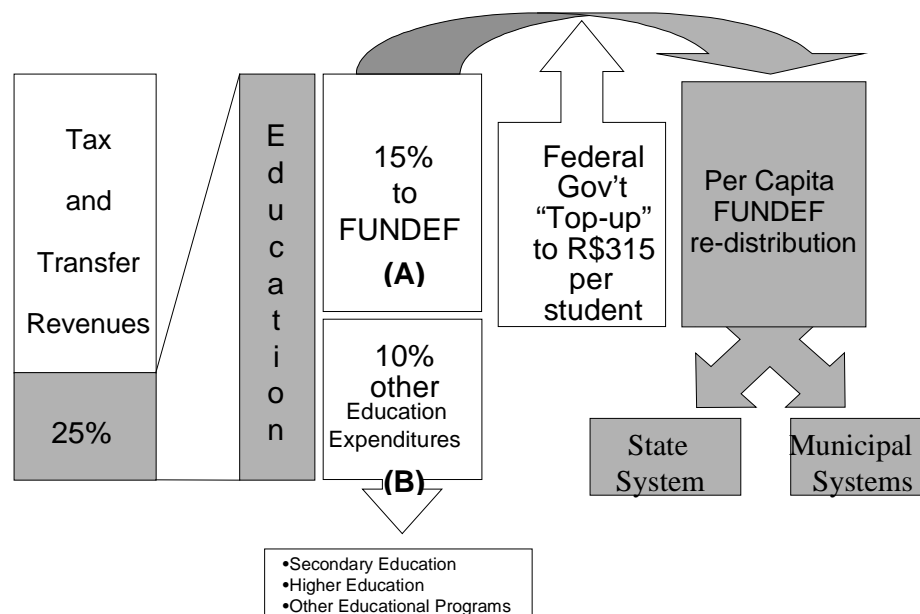 Tax
and
Transfer
Revenues
25%
E
d
u
c
a
t
i
o
n
15%
to
FUNDEF
(A)
10%
other
Education
Expenditures
(B)
•Secondary Education
•Higher Education
•Other Educational Programs
Federal
Gov’t
“Top-up”
to R$315
per
student
Per Capita
FUNDEF
re-distribution
State
System
Municipal
Systems